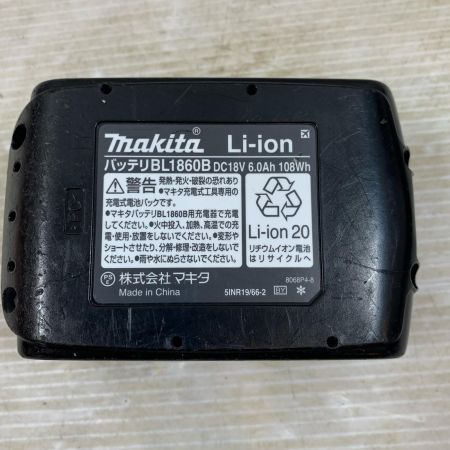 makita® Li-ion
バッテリBL1860B DC18V 6.0Ah 108Wh
警告 発熱・発火・破裂の恐れあり
●マキタ充電式工具専用の
充電式電池パックです。
●マキタバッテリBL1860B用充電器で充電
してください。●火中投入、加熱、高温での充
電・使用・放置をしないでください。●変形や
ショートさせたり、分解・修理・改造をしないで
ください。●雨や水にぬらさないでください。
Li-ion 20
リチウムイオン電池
はリサイクルへ
PS
E
株式会社マキタ
Made in China
5INR19/66-2
8066P4-8
BY